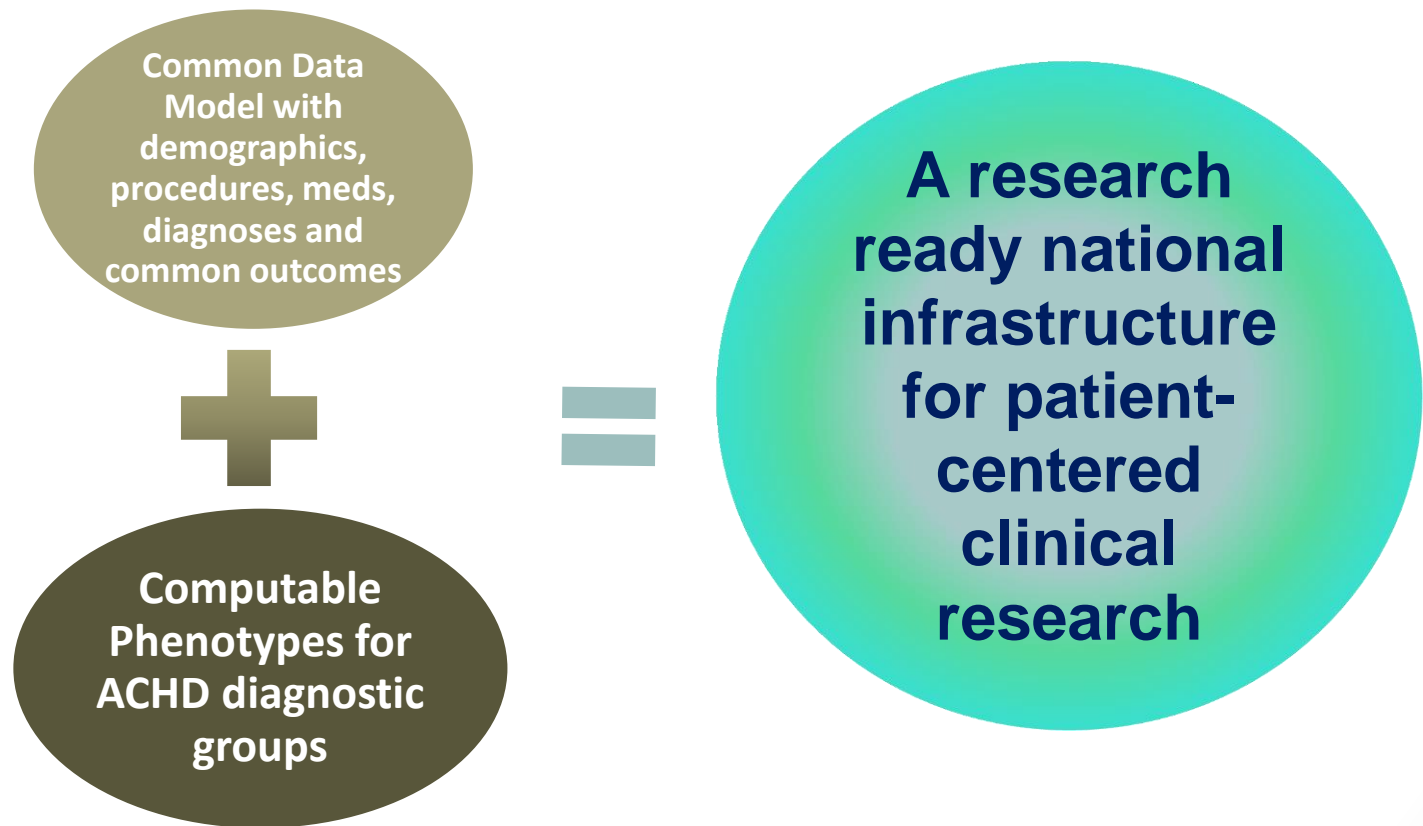 Common Data
Model with
demographics,
procedures, meds,
diagnoses and
common outcomes
Computable
Phenotypes for
ACHD diagnostic
groups
A research
ready national
infrastructure
for patient-
centered
clinical
research